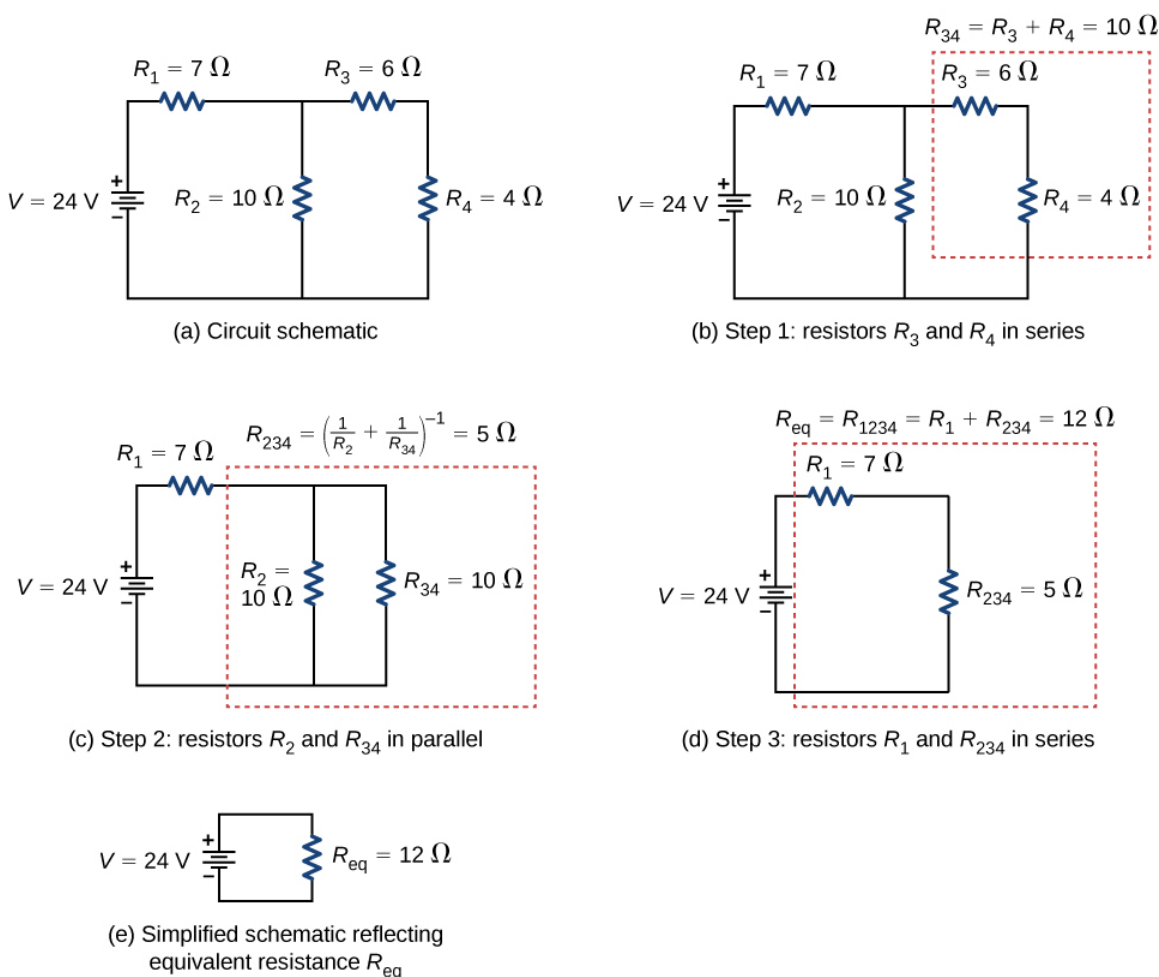 R₁ = 7 Ω
R₃ = 6 Ω
V = 24 V
+
−
R₂ = 10 Ω
R₄ = 4 Ω
(a) Circuit schematic
R₃₄ = R₃ + R₄ = 10 Ω
R₁ = 7 Ω
R₃ = 6 Ω
V = 24 V
+
−
R₂ = 10 Ω
R₄ = 4 Ω
(b) Step 1: resistors R₃ and R₄ in series
R₂₃₄ = (1/R₂ + 1/R₃₄)⁻¹ = 5 Ω
R₁ = 7 Ω
V = 24 V
+
−
R₂ =
10 Ω
R₃₄ = 10 Ω
(c) Step 2: resistors R₂ and R₃₄ in parallel
Req = R₁₂₃₄ = R₁ + R₂₃₄ = 12 Ω
R₁ = 7 Ω
V = 24 V
+
−
R₂₃₄ = 5 Ω
(d) Step 3: resistors R₁ and R₂₃₄ in series
V = 24 V
+
−
Req = 12 Ω
(e) Simplified schematic reflecting
equivalent resistance Req